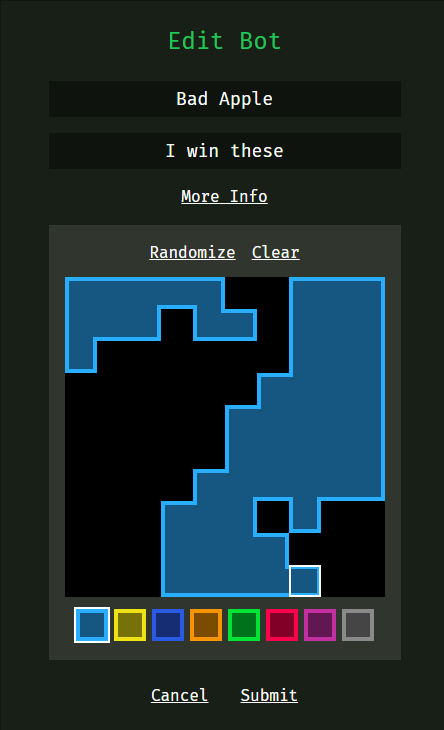 Edit Bot
Bad Apple
I win these
More Info
Randomize Clear
Cancel Submit